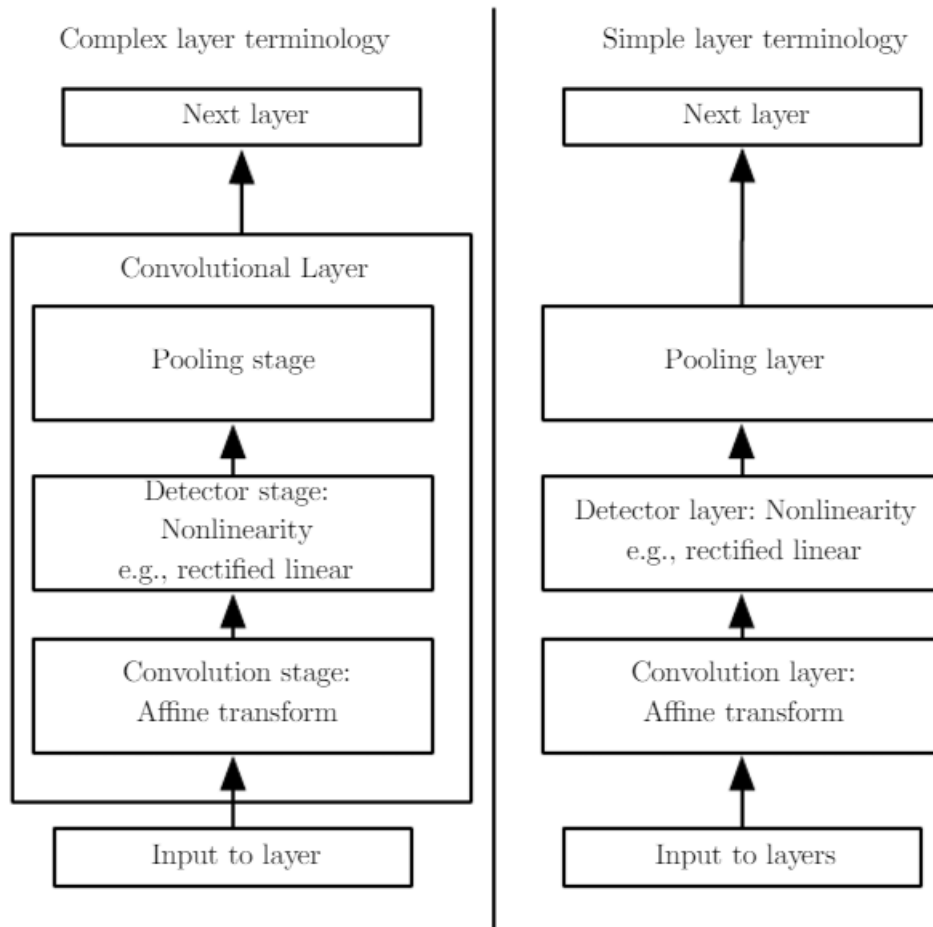 Complex layer terminology
Next layer
Convolutional Layer
Pooling stage
Detector stage:
Nonlinearity
e.g., rectified linear
Convolution stage:
Affine transform
Input to layer
Simple layer terminology
Next layer
Pooling layer
Detector layer: Nonlinearity
e.g., rectified linear
Convolution layer:
Affine transform
Input to layers